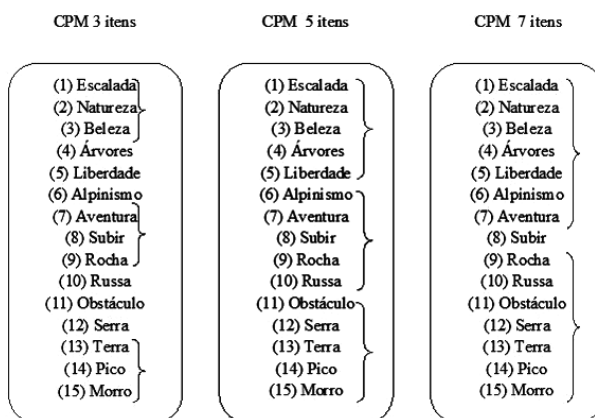 CPM 3 itens
(1) Escalada
(2) Natureza
(3) Beleza
(4) Árvores
(5) Liberdade
(6) Alpinismo
(7) Aventura
(8) Subir
(9) Rocha
(10) Russa
(11) Obstáculo
(12) Serra
(13) Terra
(14) Pico
(15) Morro
CPM 5 itens
(1) Escalada
(2) Natureza
(3) Beleza
(4) Árvores
(5) Liberdade
(6) Alpinismo
(7) Aventura
(8) Subir
(9) Rocha
(10) Russa
(11) Obstáculo
(12) Serra
(13) Terra
(14) Pico
(15) Morro
CPM 7 itens
(1) Escalada
(2) Natureza
(3) Beleza
(4) Árvores
(5) Liberdade
(6) Alpinismo
(7) Aventura
(8) Subir
(9) Rocha
(10) Russa
(11) Obstáculo
(12) Serra
(13) Terra
(14) Pico
(15) Morro